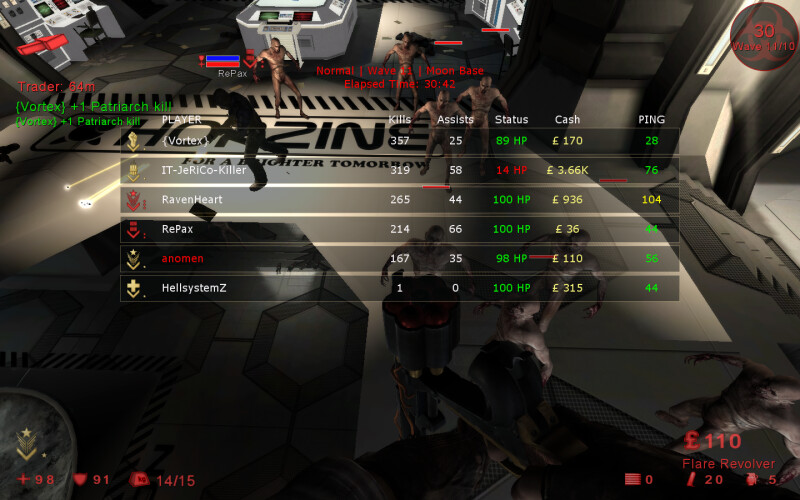 30
Wave 11/10
RePax
Normal | Wave 11 | Moon Base
Elapsed Time: 30:42
Trader: 64m
{Vortex} +1 Patriarch kill
{Vortex} +1 Patriarch kill
HORZINE
FOR A BRIGHTER TOMORROW
PLAYER Kills Assists Status Cash PING
{Vortex} 357 25 89 HP £ 170 28
IT-JeRiCo-Killer 319 58 14 HP £ 3.66K 76
RavenHeart 265 44 100 HP £ 936 104
RePax 214 66 100 HP £ 36 44
anomen 167 35 98 HP £ 110 56
HellsystemZ 1 0 100 HP £ 315 44
£110
Flare Revolver
98 91 14/15 0 20 5